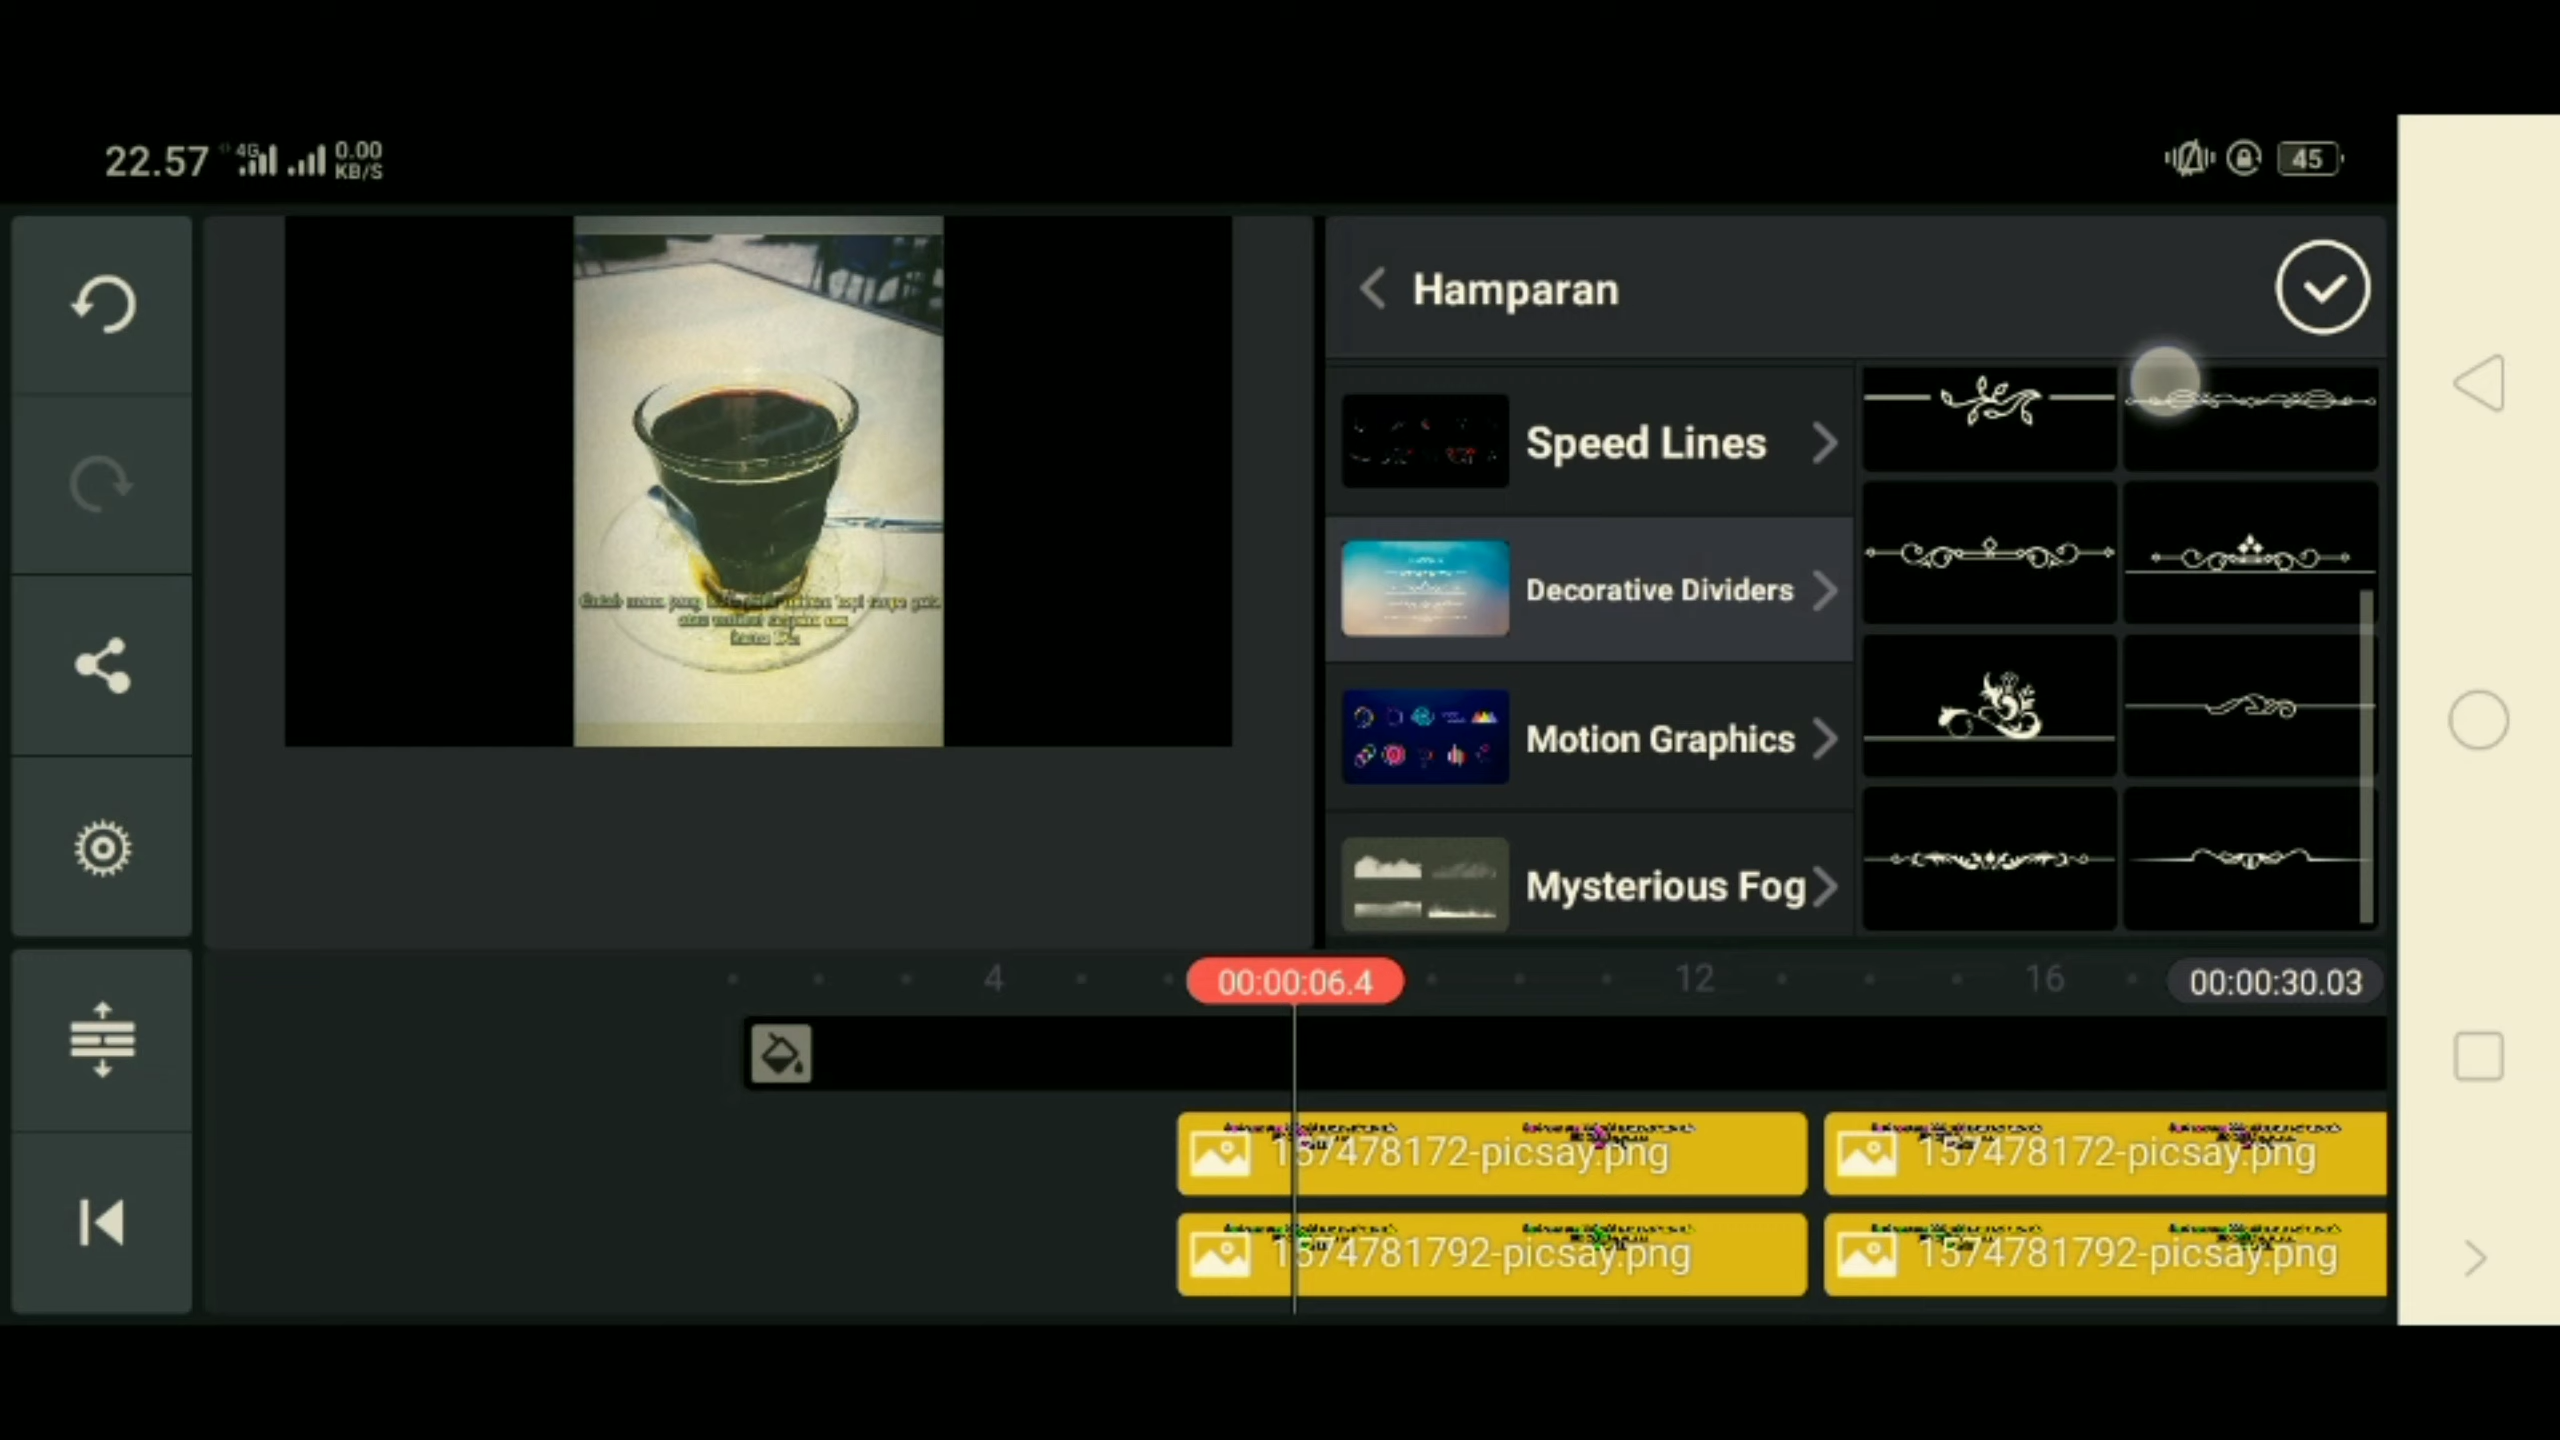 22.57 4G 0.00 KB/S 45
Hamparan
Speed Lines
Decorative Dividers
Motion Graphics
Mysterious Fog
4 00:00:06.4 12 16 00:00:30.03
157478172-picsay.png 157478172-picsay.png
1574781792-picsay.png 1574781792-picsay.png